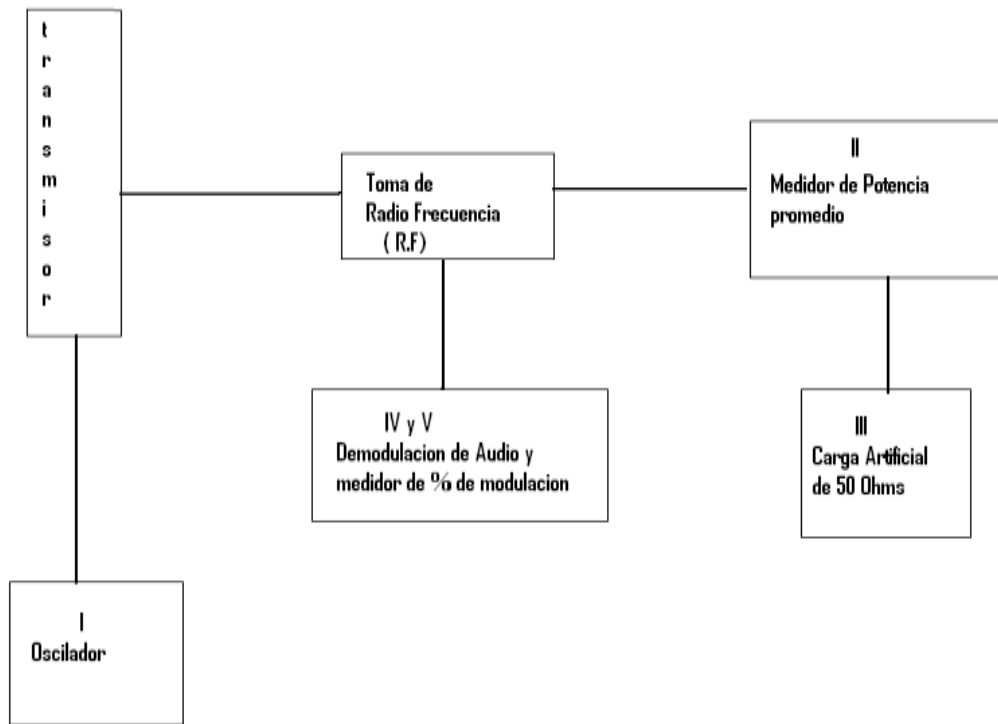 transmisor
Toma de
Radio Frecuencia
( R.F)
II
Medidor de Potencia
promedio
IV y V
Demodulacion de Audio y
medidor de % de modulacion
III
Carga Artificial
de 50 Ohms
I
Oscilador